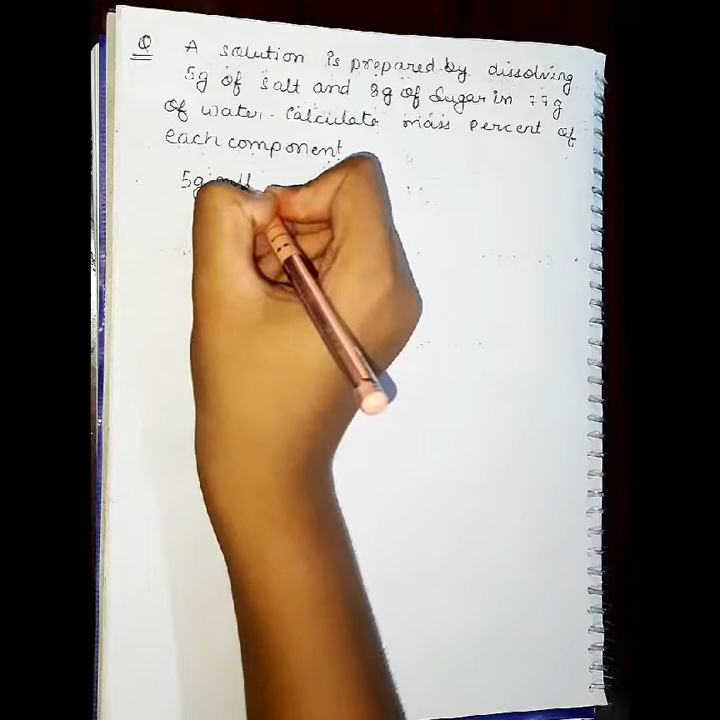 Q A solution is prepared by dissolving
5g of salt and 8g of sugar in 77g
of water. Calculate mass percent of
each component
5g